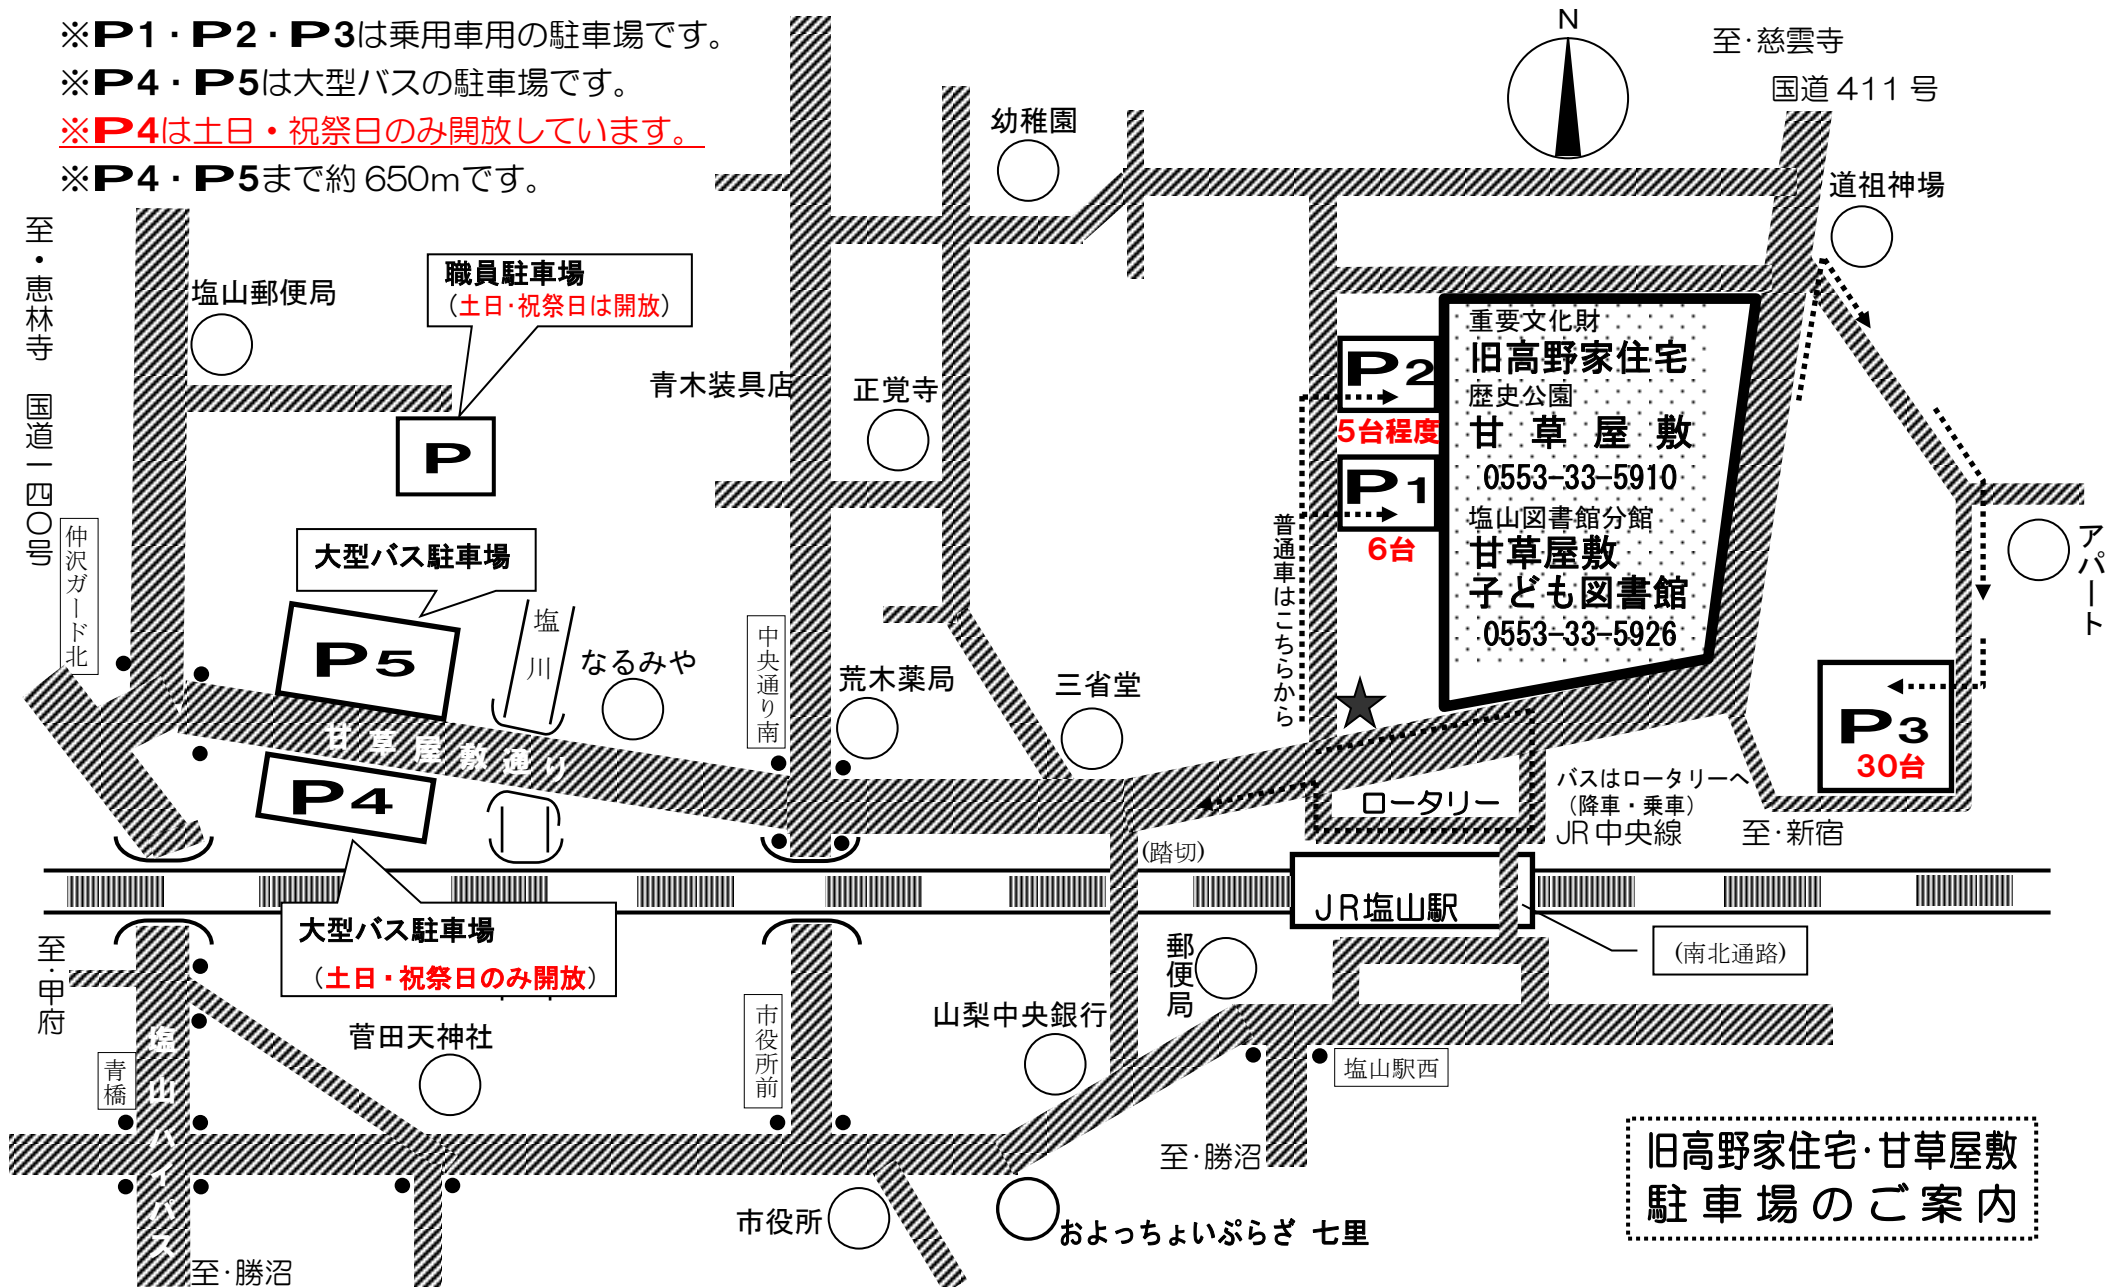 ※P1・P2・P3は乗用車用の駐車場です。
※P4・P5は大型バスの駐車場です。
※P4は土日・祝祭日のみ開放しています。
※P4・P5まで約650mです。
N
至・慈雲寺
国道411号
道祖神場
幼稚園
至・恵林寺 国道一四〇号
塩山郵便局
職員駐車場
（土日・祝祭日は開放）
P
青木装具店
正覚寺
P2
5台程度
P1
6台
普通車はこちらから
重要文化財
旧高野家住宅
歴史公園
甘草屋敷
0553-33-5910
塩山図書館分館
甘草屋敷
子ども図書館
0553-33-5926
アパート
仲沢ガード北
大型バス駐車場
P5
塩川
なるみや
中央通り南
荒木薬局
三省堂
★
P3
30台
甘草屋敷通り
P4
ロータリー
バスはロータリーへ
（降車・乗車）
JR中央線
至・新宿
(踏切)
JR塩山駅
(南北通路)
大型バス駐車場
（土日・祝祭日のみ開放）
至・甲府
郵便局
山梨中央銀行
塩山駅西
菅田天神社
市役所前
青橋
塩山バイパス
至・勝沼
市役所
およっちょいぷらざ 七里
至・勝沼
旧高野家住宅・甘草屋敷
駐車場のご案内